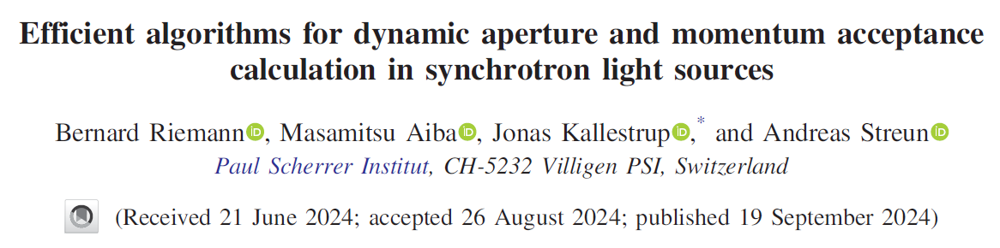 Efficient algorithms for dynamic aperture and momentum acceptance
calculation in synchrotron light sources
Bernard Riemann, Masamitsu Aiba, Jonas Kallestrup,* and Andreas Streun
Paul Scherrer Institut, CH-5232 Villigen PSI, Switzerland
(Received 21 June 2024; accepted 26 August 2024; published 19 September 2024)